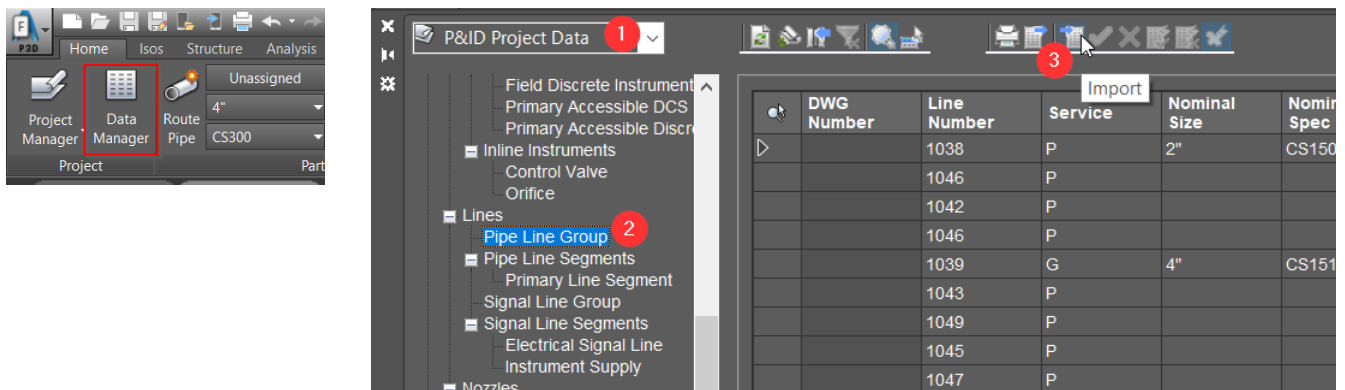 F
P3D
Home Isos Structure Analysis
Project Manager
Data Manager
Route Pipe
Unassigned
4"
CS300
Project
Part
P&ID Project Data
1
3
Import
Field Discrete Instrument
Primary Accessible DCS
Primary Accessible Discr
Inline Instruments
Control Valve
Orifice
Lines
Pipe Line Group
2
Pipe Line Segments
Primary Line Segment
Signal Line Group
Signal Line Segments
Electrical Signal Line
Instrument Supply
Nozzles
DWG Number Line Number Service Nominal Size Nomin Spec
1038 P 2" CS150
1046 P
1042 P
1046 P
1039 G 4" CS151
1043 P
1049 P
1045 P
1047 P